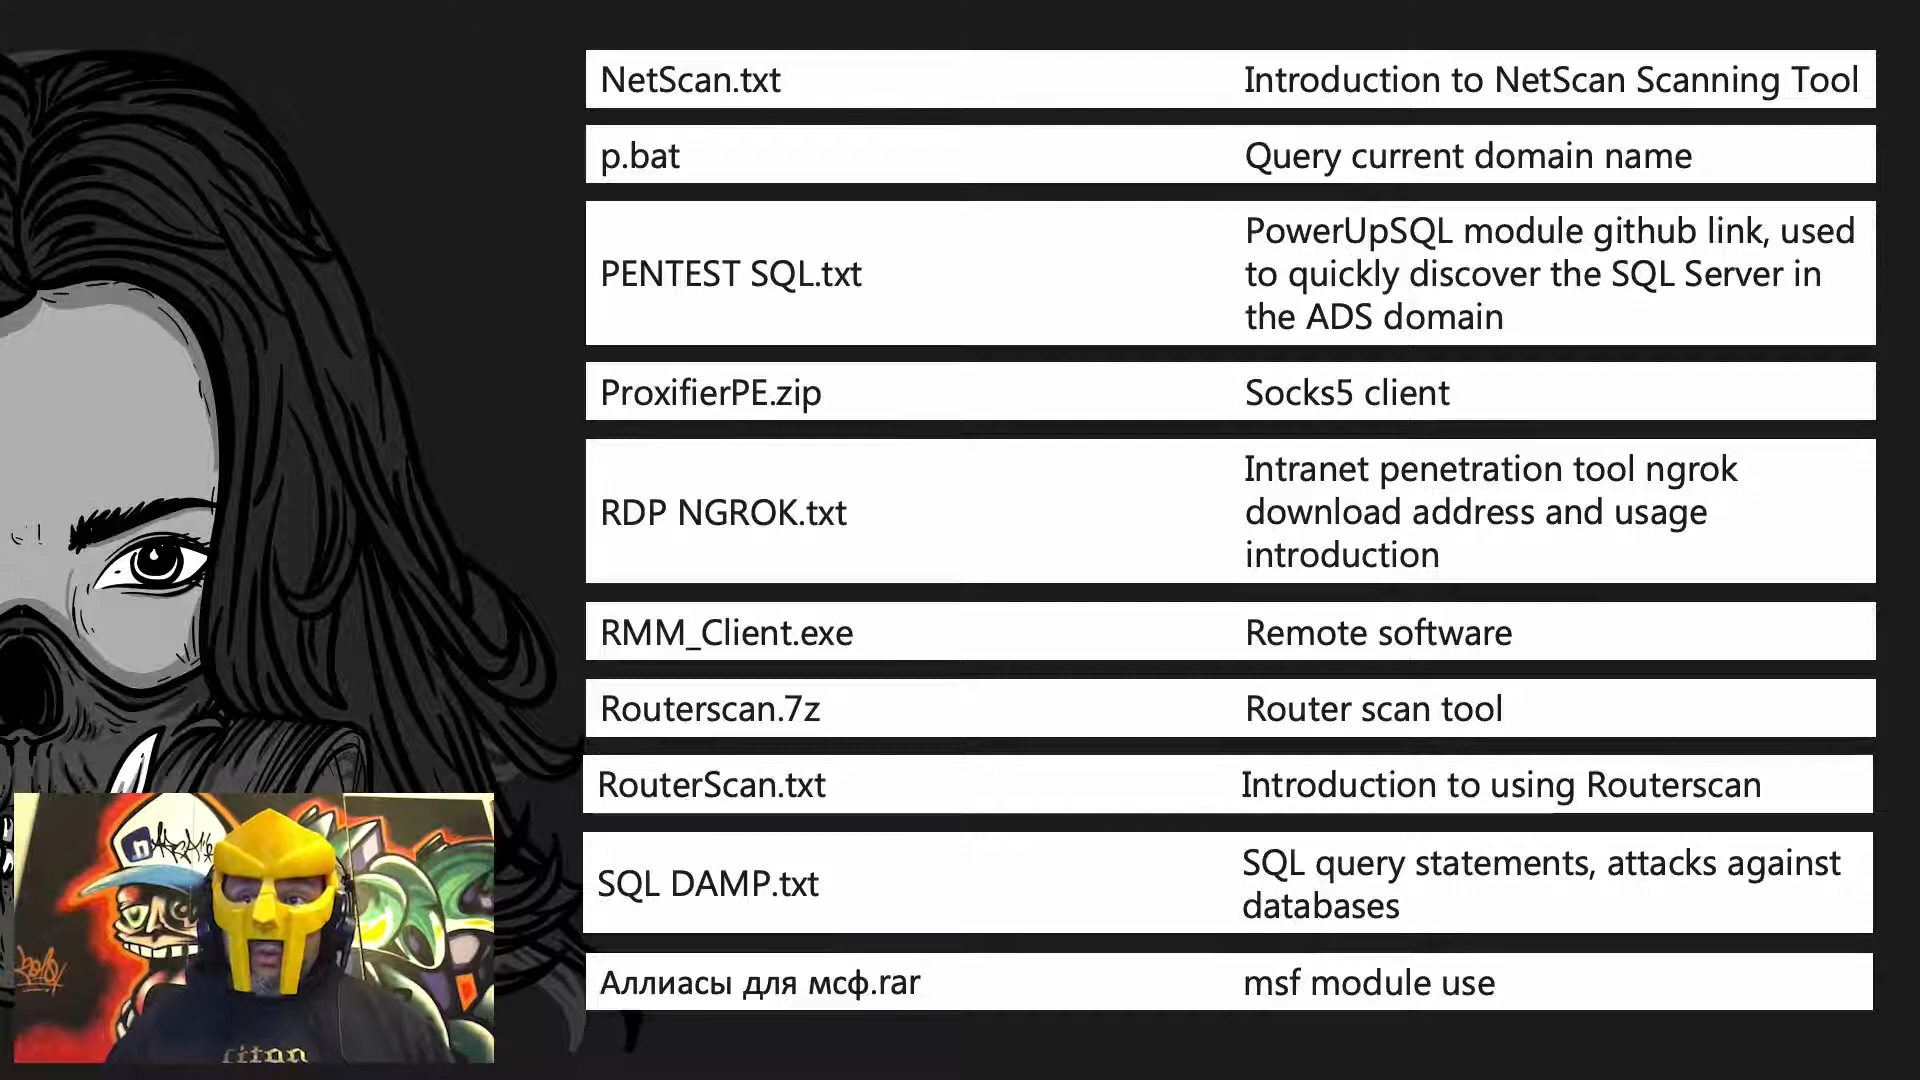 NetScan.txt Introduction to NetScan Scanning Tool
p.bat Query current domain name
PENTEST SQL.txt PowerUpSQL module github link, used
to quickly discover the SQL Server in
the ADS domain
ProxifierPE.zip Socks5 client
RDP NGROK.txt Intranet penetration tool ngrok
download address and usage
introduction
RMM_Client.exe Remote software
Routerscan.7z Router scan tool
RouterScan.txt Introduction to using Routerscan
SQL DAMP.txt SQL query statements, attacks against
databases
Аллиасы для мсф.rar msf module use